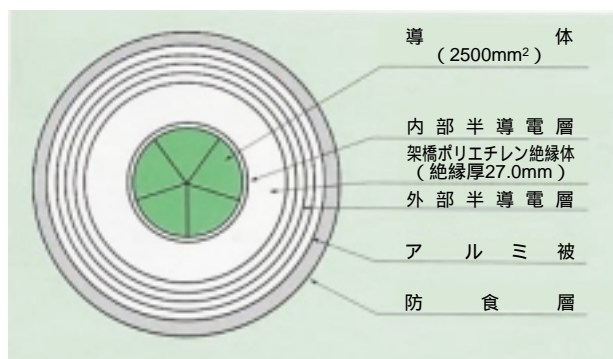 導体
（2500mm²）
内部半導電層
架橋ポリエチレン絶縁体
（絶縁厚27.0mm）
外部半導電層
アルミ被
防食層